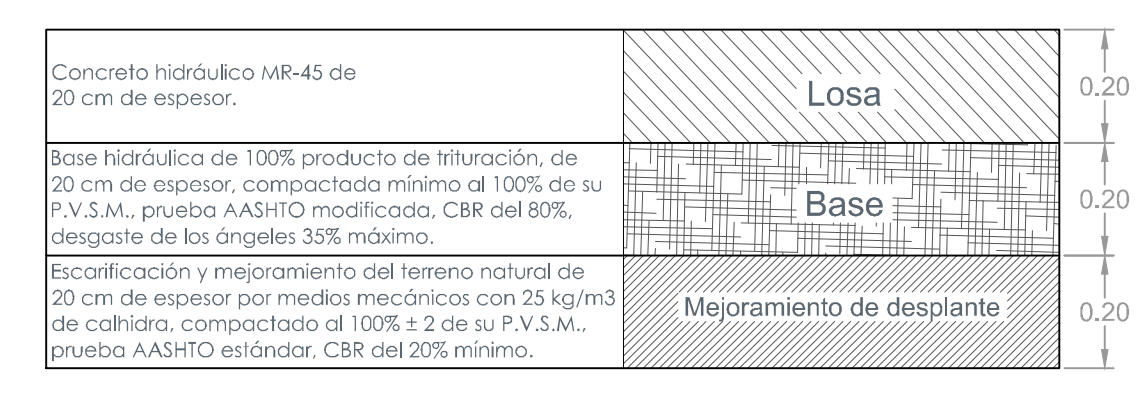 Concreto hidráulico MR-45 de
20 cm de espesor.
Losa
0.20
Base hidráulica de 100% producto de trituración, de
20 cm de espesor, compactada mínimo al 100% de su
P.V.S.M., prueba AASHTO modificada, CBR del 80%,
desgaste de los ángeles 35% máximo.
Base
0.20
Escarificación y mejoramiento del terreno natural de
20 cm de espesor por medios mecánicos con 25 kg/m3
de calhidra, compactado al 100% ± 2 de su P.V.S.M.,
prueba AASHTO estándar, CBR del 20% mínimo.
Mejoramiento de desplante
0.20